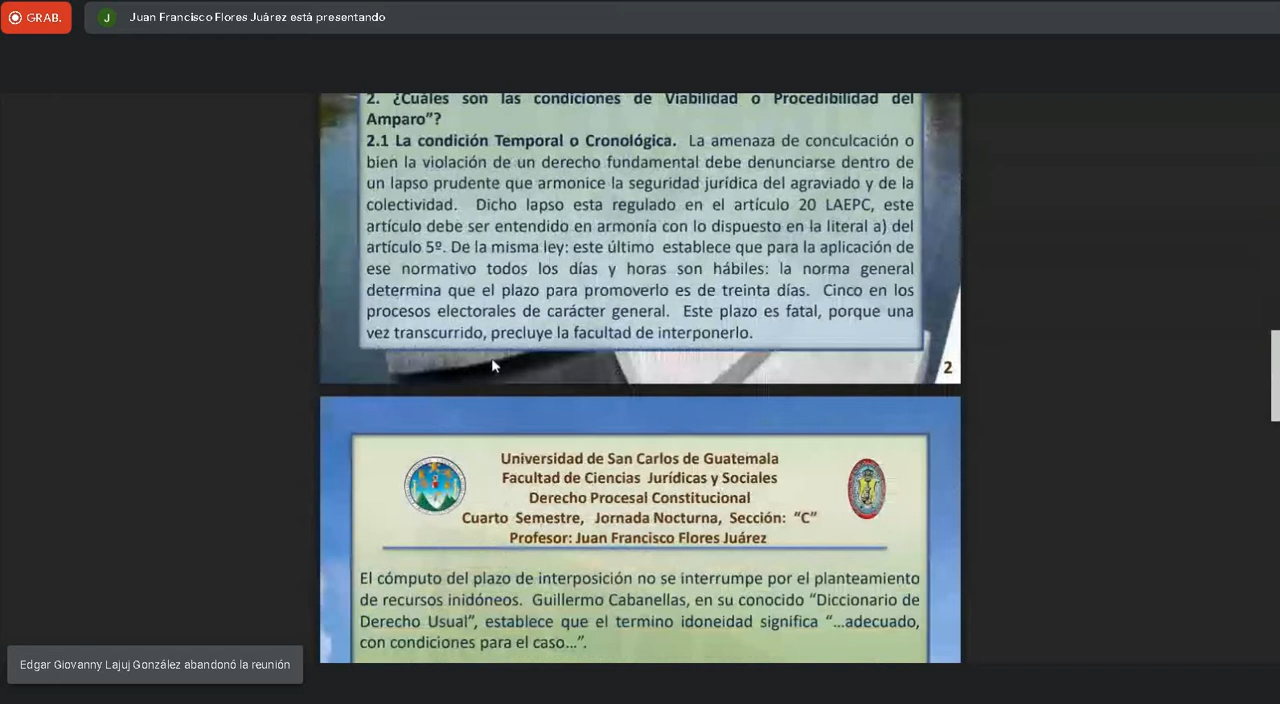 GRAB.
J Juan Francisco Flores Juárez está presentando
2. ¿Cuáles son las condiciones de Viabilidad o Procedibilidad del
Amparo”?
2.1 La condición Temporal o Cronológica. La amenaza de conculcación o
bien la violación de un derecho fundamental debe denunciarse dentro de
un lapso prudente que armonice la seguridad jurídica del agraviado y de la
colectividad. Dicho lapso esta regulado en el artículo 20 LAEPC, este
artículo debe ser entendido en armonía con lo dispuesto en la literal a) del
artículo 5º. De la misma ley: este último establece que para la aplicación de
ese normativo todos los días y horas son hábiles: la norma general
determina que el plazo para promoverlo es de treinta días. Cinco en los
procesos electorales de carácter general. Este plazo es fatal, porque una
vez transcurrido, precluye la facultad de interponerlo.
2
Universidad de San Carlos de Guatemala
Facultad de Ciencias Jurídicas y Sociales
Derecho Procesal Constitucional
Cuarto Semestre, Jornada Nocturna, Sección: “C”
Profesor: Juan Francisco Flores Juárez
El cómputo del plazo de interposición no se interrumpe por el planteamiento
de recursos inidóneos. Guillermo Cabanellas, en su conocido “Diccionario de
Derecho Usual”, establece que el termino idoneidad significa “...adecuado,
con condiciones para el caso...”.
Edgar Giovanny Lajuj González abandonó la reunión